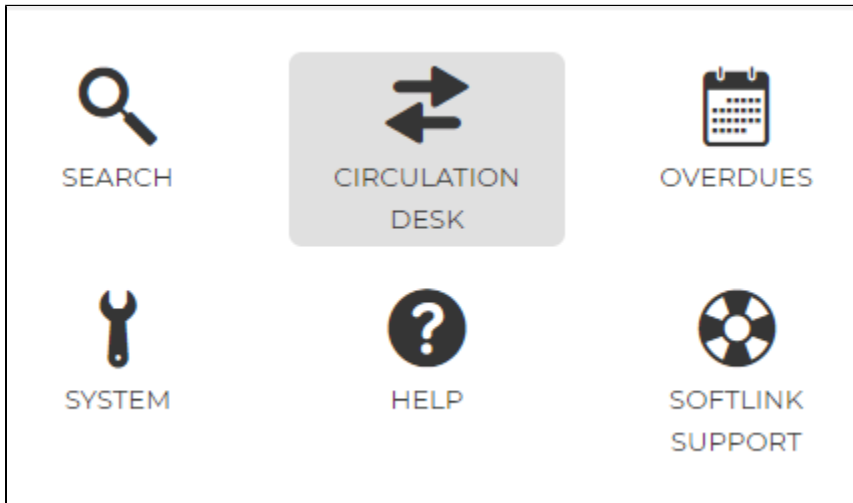 SEARCH
CIRCULATION
DESK
OVERDUES
SYSTEM
HELP
SOFTLINK
SUPPORT